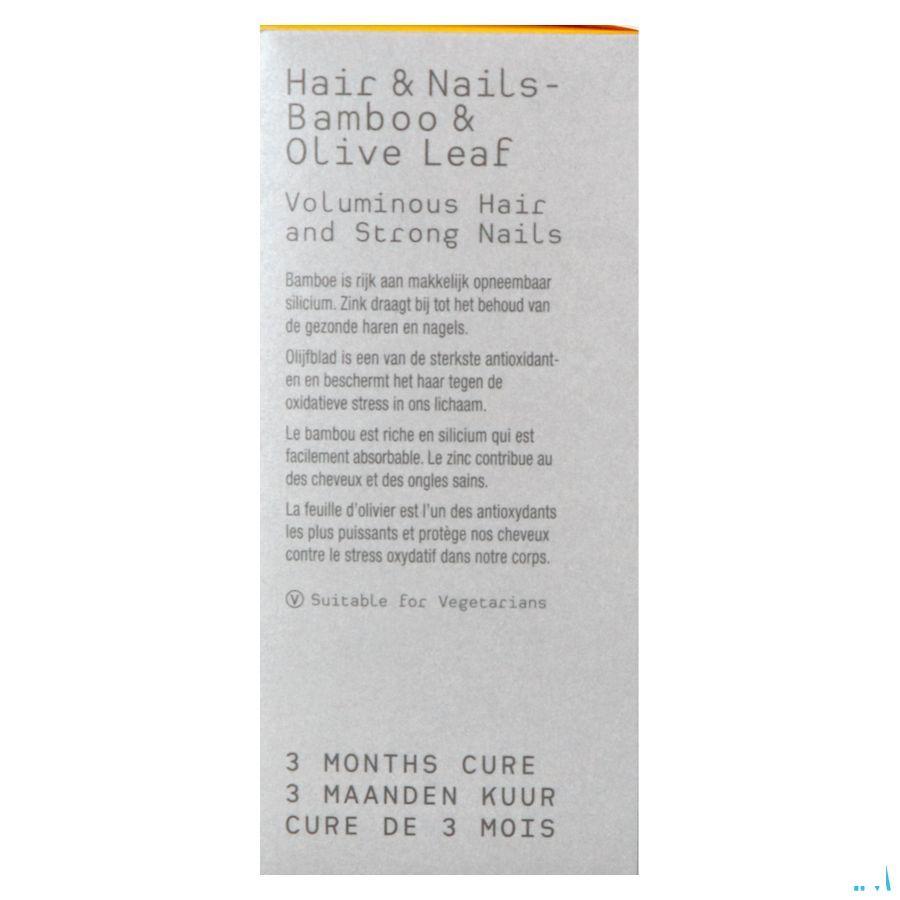 Hair & Nails-
Bamboo &
Olive Leaf
Voluminous Hair
and Strong Nails
Bamboe is rijk aan makkelijk opneembaar
silicium. Zink draagt bij tot het behoud van
de gezonde haren en nagels.
Olijfblad is een van de sterkste antioxidant-
en en beschermt het haar tegen de
oxidatieve stress in ons lichaam.
Le bambou est riche en silicium qui est
facilement absorbable. Le zinc contribue au
des cheveux et des ongles sains.
La feuille d'olivier est l'un des antioxydants
les plus puissants et protège nos cheveux
contre le stress oxydatif dans notre corps.
V Suitable for Vegetarians
3 MONTHS CURE
3 MAANDEN KUUR
CURE DE 3 MOIS